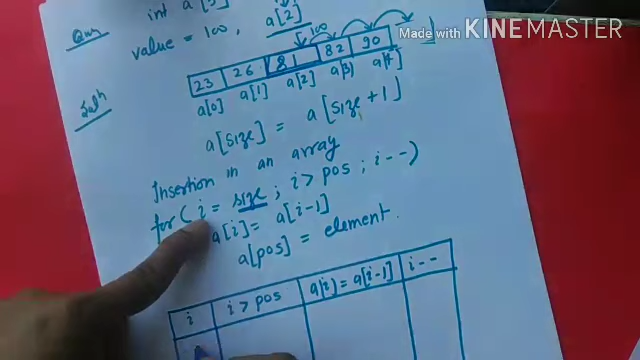 Made with
KINEMASTER
Qun int a[5]
value = 100, a[2]
100
Soln 23 26 81 82 90
a[0] a[1] a[2] a[3] a[4]
a[size] = a[size+1]
Insertion in an array
for (i = size; i > pos; i--)
a[i] = a[i-1]
a[pos] = element.
i i > pos a[i] = a[i-1] i--